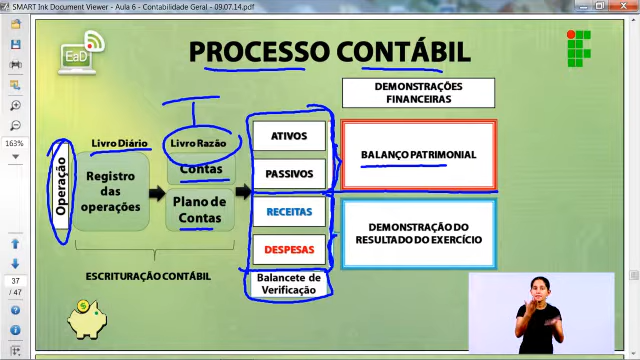 SMART Ink Document Viewer - Aula 6 - Contabilidade Geral - 09.07.14.pdf
EaD
PROCESSO CONTÁBIL
DEMONSTRAÇÕES
FINANCEIRAS
163%
Livro Diário
Livro Razão
ATIVOS
BALANÇO PATRIMONIAL
Operação
Registro
das
operações
Contas
PASSIVOS
Plano de
Contas
RECEITAS
DEMONSTRAÇÃO DO
RESULTADO DO EXERCÍCIO
DESPESAS
ESCRITURAÇÃO CONTÁBIL
Balancete de
Verificação
37
/ 47